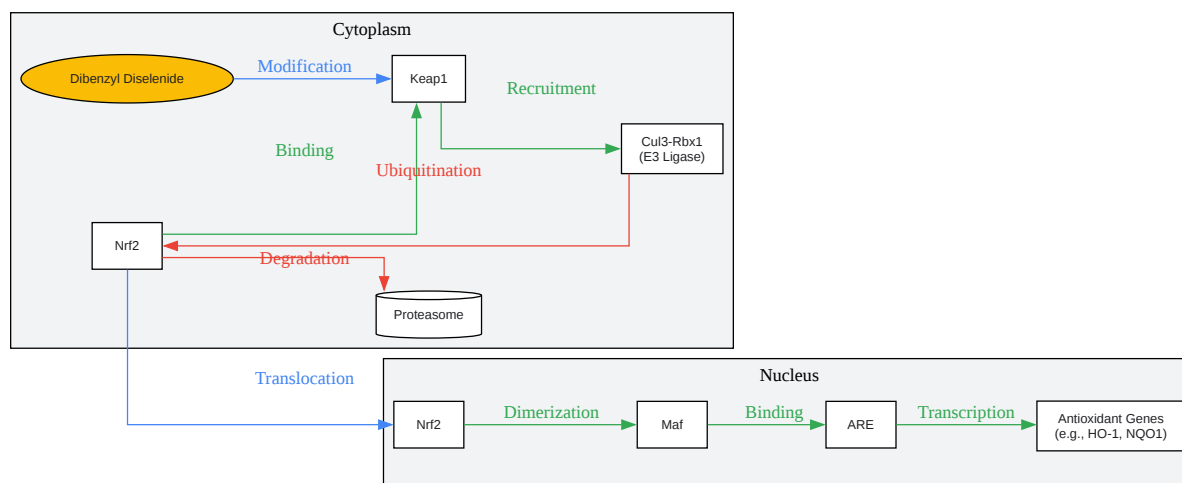 Cytoplasm
Modification
Dibenzyl Diselenide
Keap1
Recruitment
Cul3-Rbx1
(E3 Ligase)
Binding
Ubiquitination
Nrf2
Degradation
Proteasome
Translocation
Nucleus
Nrf2
Dimerization
Maf
Binding
ARE
Transcription
Antioxidant Genes
(e.g., HO-1, NQO1)